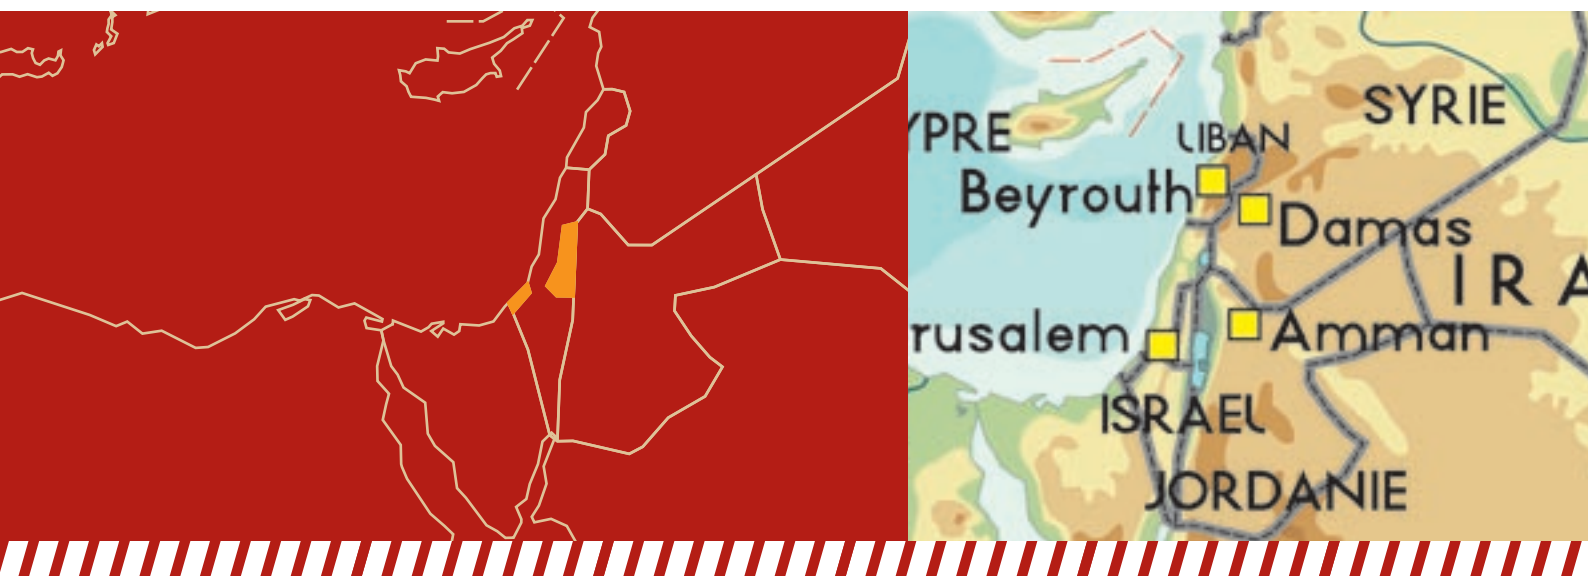 SYRIE
YPRE
LIBAN
Beyrouth
Damas
IRA
rusalem
Amman
ISRAEL
JORDANIE